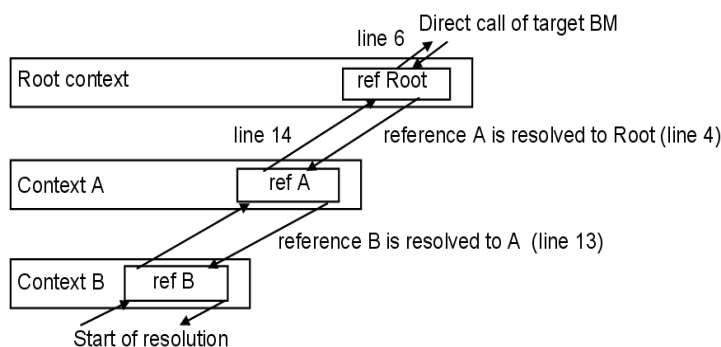 Direct call of target BM
line 6
Root context
ref Root
line 14
reference A is resolved to Root (line 4)
Context A
ref A
reference B is resolved to A (line 13)
Context B
ref B
Start of resolution